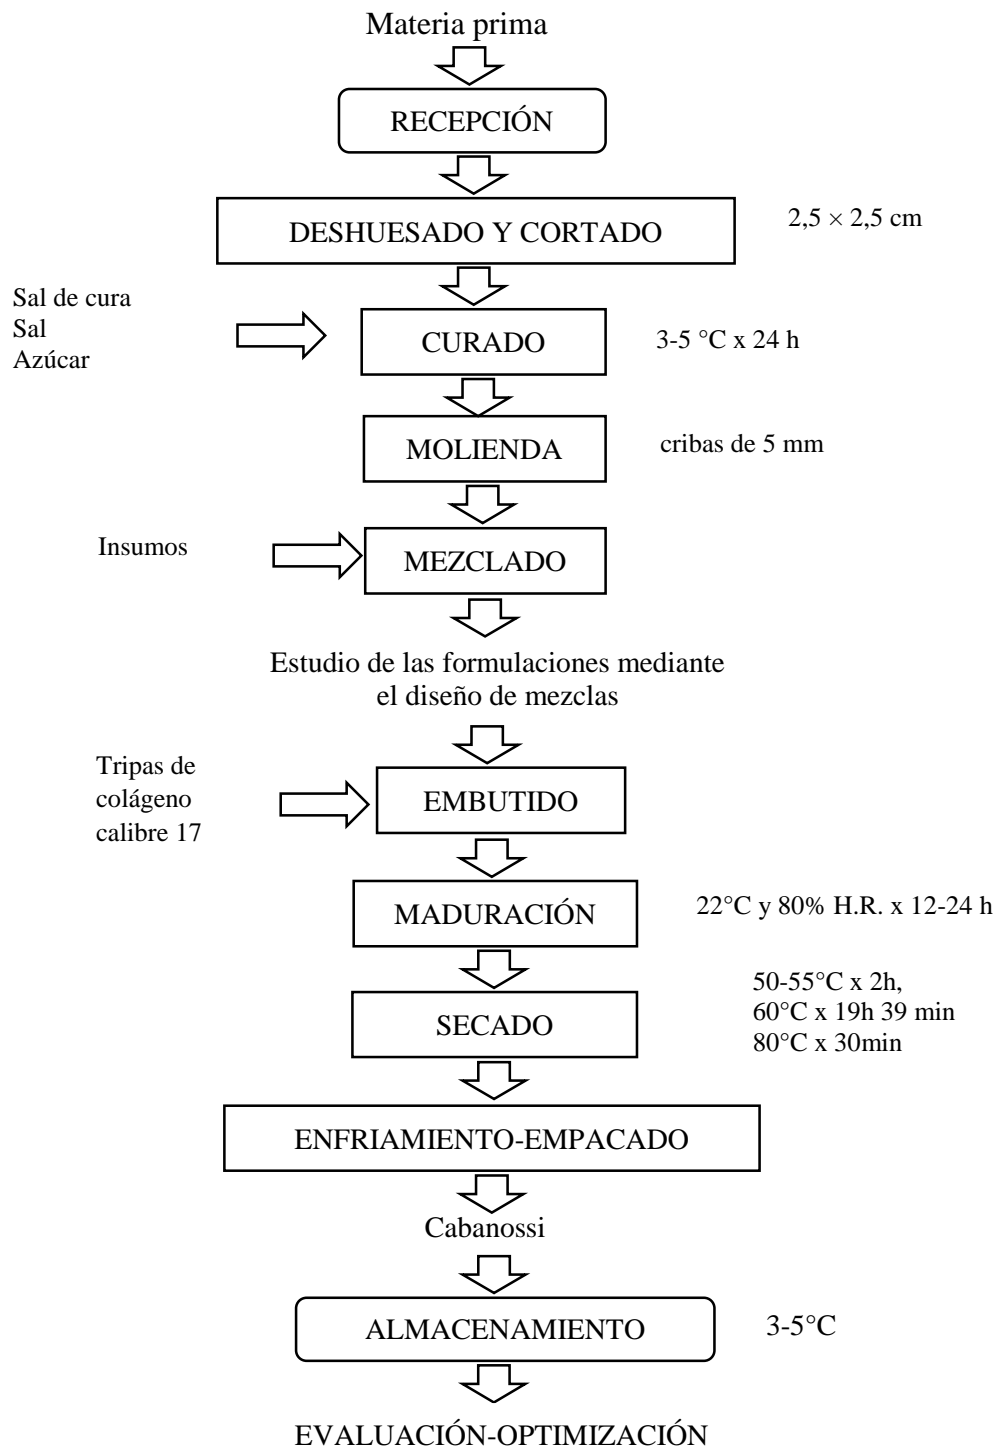 Materia prima
RECEPCIÓN
DESHUESADO Y CORTADO
2,5 × 2,5 cm
Sal de cura
Sal
Azúcar
CURADO
3-5 °C x 24 h
MOLIENDA
cribas de 5 mm
Insumos
MEZCLADO
Estudio de las formulaciones mediante
el diseño de mezclas
Tripas de
colágeno
calibre 17
EMBUTIDO
MADURACIÓN
22°C y 80% H.R. x 12-24 h
SECADO
50-55°C x 2h,
60°C x 19h 39 min
80°C x 30min
ENFRIAMIENTO-EMPACADO
Cabanossi
ALMACENAMIENTO
3-5°C
EVALUACIÓN-OPTIMIZACIÓN